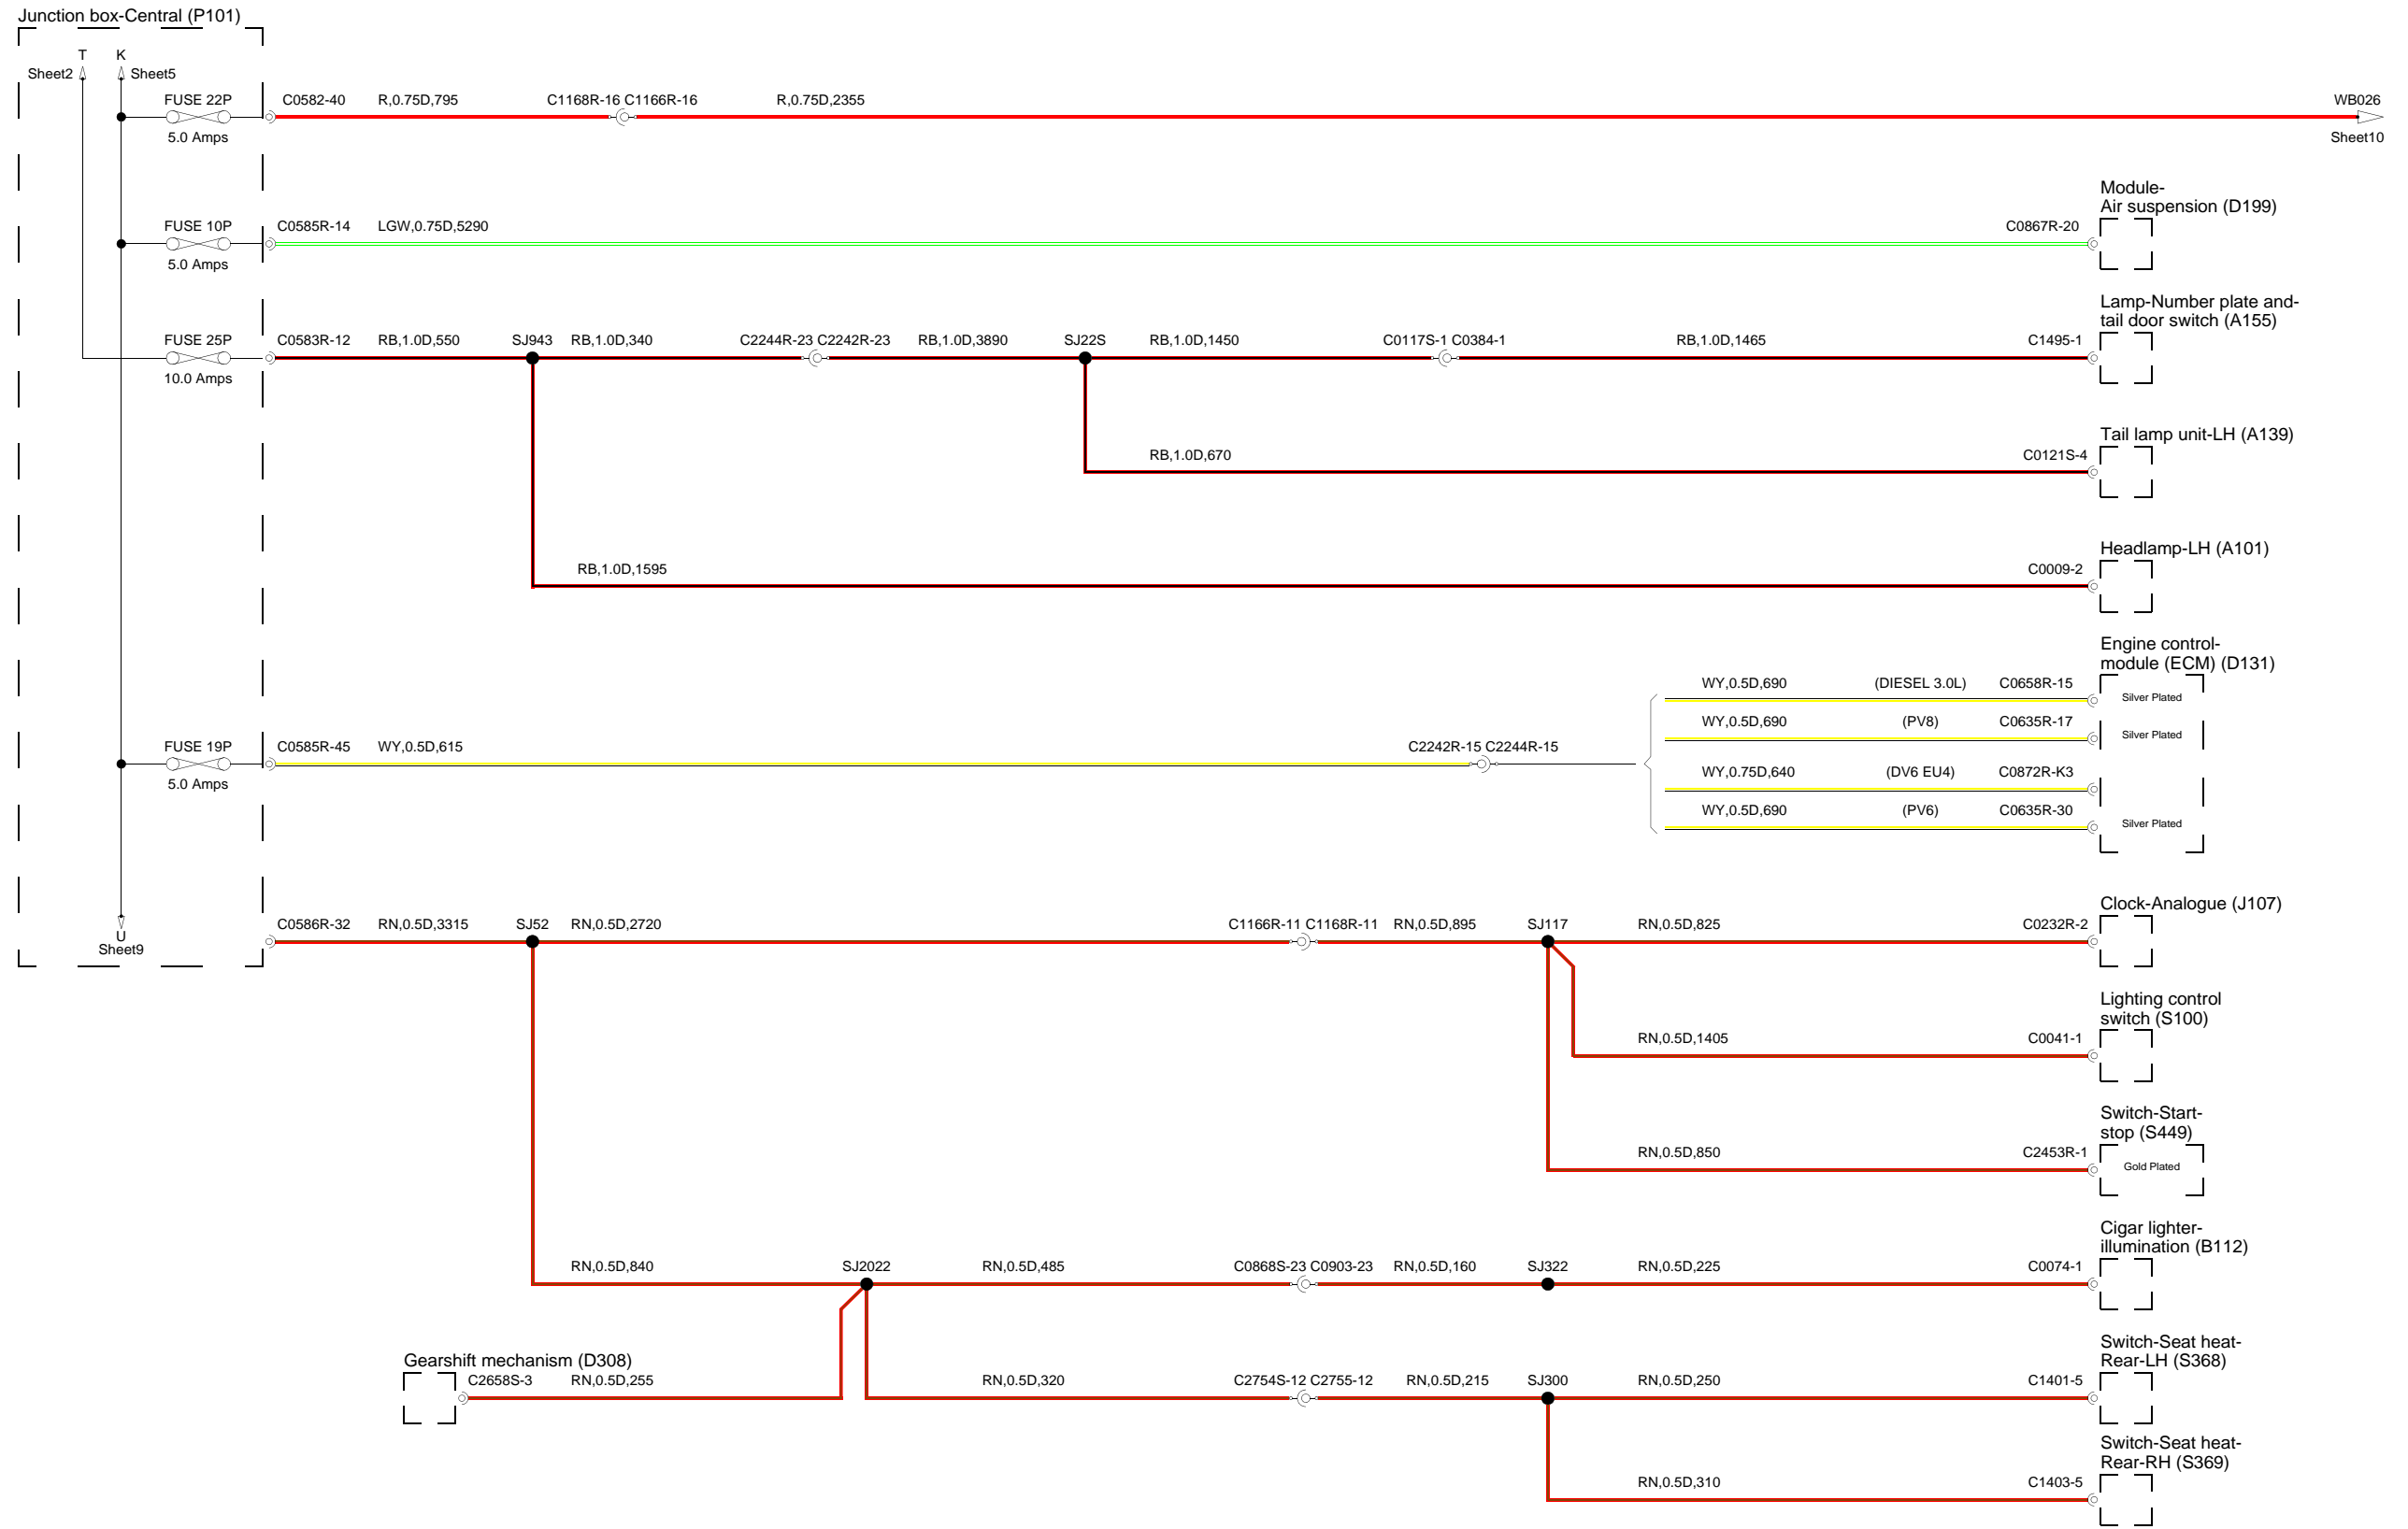 Junction box-Central (P101)
T K
Sheet2 Sheet5
FUSE 22P C0582-40 R,0.75D,795 C1168R-16 C1166R-16 R,0.75D,2355 WB026
5.0 Amps Sheet10
Module-
Air suspension (D199)
FUSE 10P C0585R-14 LGW,0.75D,5290 C0867R-20
5.0 Amps
Lamp-Number plate and-
tail door switch (A155)
FUSE 25P C0583R-12 RB,1.0D,550 SJ943 RB,1.0D,340 C2244R-23 C2242R-23 RB,1.0D,3890 SJ22S RB,1.0D,1450 C0117S-1 C0384-1 RB,1.0D,1465 C1495-1
10.0 Amps
Tail lamp unit-LH (A139)
RB,1.0D,670 C0121S-4
Headlamp-LH (A101)
RB,1.0D,1595 C0009-2
Engine control-
module (ECM) (D131)
WY,0.5D,690 (DIESEL 3.0L) C0658R-15 Silver Plated
WY,0.5D,690 (PV8) C0635R-17 Silver Plated
FUSE 19P C0585R-45 WY,0.5D,615 C2242R-15 C2244R-15
5.0 Amps
WY,0.75D,640 (DV6 EU4) C0872R-K3
WY,0.5D,690 (PV6) C0635R-30 Silver Plated
Clock-Analogue (J107)
C0586R-32 RN,0.5D,3315 SJ52 RN,0.5D,2720 C1166R-11 C1168R-11 RN,0.5D,895 SJ117 RN,0.5D,825 C0232R-2
U
Sheet9
Lighting control
switch (S100)
RN,0.5D,1405 C0041-1
Switch-Start-
stop (S449)
RN,0.5D,850 C2453R-1 Gold Plated
Cigar lighter-
illumination (B112)
RN,0.5D,840 SJ2022 RN,0.5D,485 C0868S-23 C0903-23 RN,0.5D,160 SJ322 RN,0.5D,225 C0074-1
Switch-Seat heat-
Rear-LH (S368)
Gearshift mechanism (D308)
C2658S-3 RN,0.5D,255 RN,0.5D,320 C2754S-12 C2755-12 RN,0.5D,215 SJ300 RN,0.5D,250 C1401-5
Switch-Seat heat-
Rear-RH (S369)
RN,0.5D,310 C1403-5